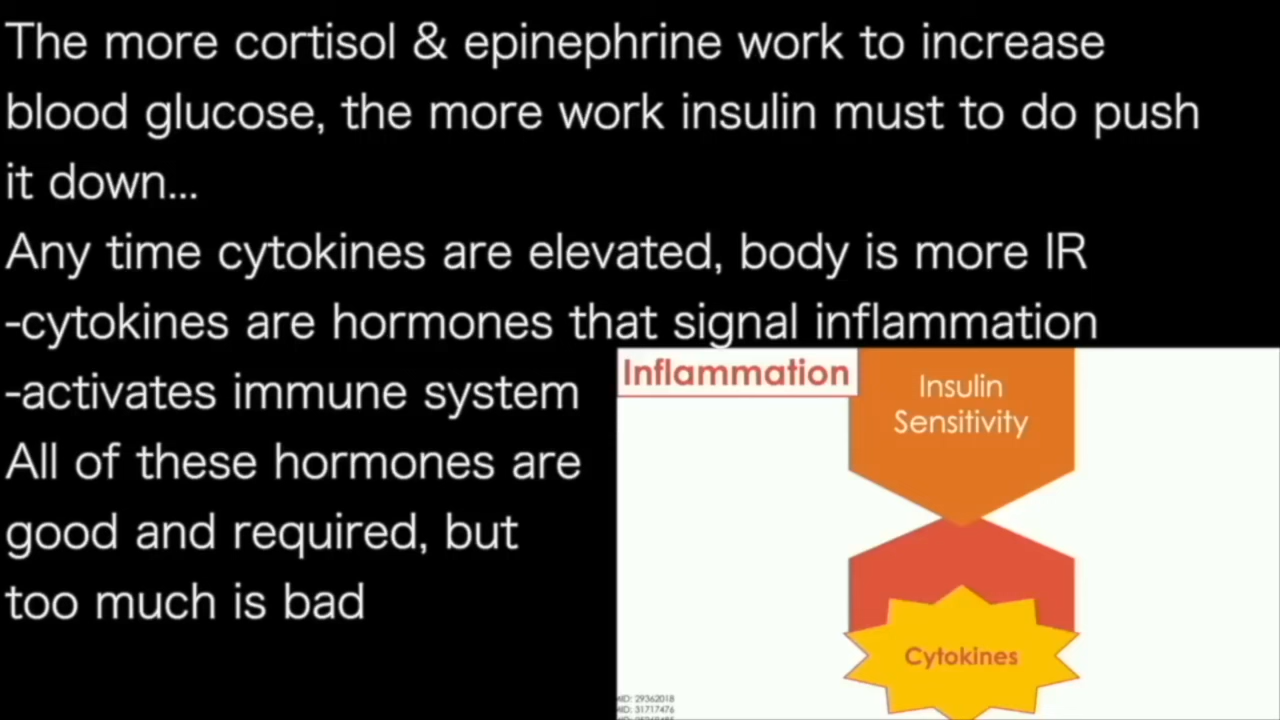 The more cortisol & epinephrine work to increase
blood glucose, the more work insulin must to do push
it down...
Any time cytokines are elevated, body is more IR
-cytokines are hormones that signal inflammation
-activates immune system
All of these hormones are
good and required, but
too much is bad
Inflammation
Insulin
Sensitivity
Cytokines
29362018
31717476